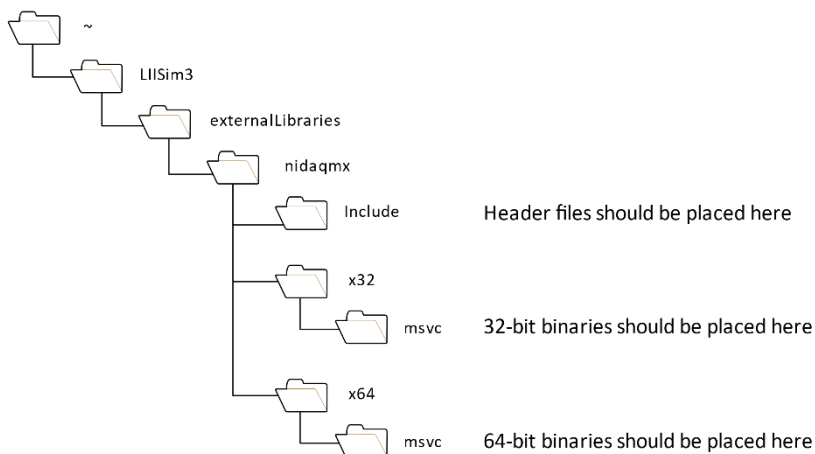 ~
LIISim3
externalLibraries
nidaqmx
Include Header files should be placed here
x32
msvc 32-bit binaries should be placed here
x64
msvc 64-bit binaries should be placed here